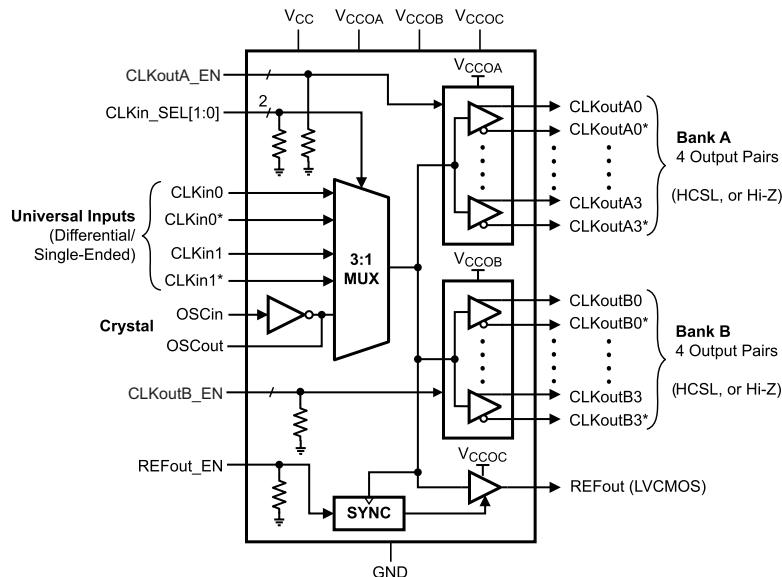 VCC
VCCOA
VCCOB
VCCOC
CLKoutA_EN
CLKin_SEL[1:0]
2
VCCOA
CLKoutA0
CLKoutA0*
CLKoutA3
CLKoutA3*
Bank A
4 Output Pairs
(HCSL, or Hi-Z)
Universal Inputs
(Differential/
Single-Ended)
CLKin0
CLKin0*
CLKin1
CLKin1*
3:1
MUX
Crystal
OSCin
OSCout
VCCOB
CLKoutB0
CLKoutB0*
CLKoutB3
CLKoutB3*
Bank B
4 Output Pairs
(HCSL, or Hi-Z)
CLKoutB_EN
REFout_EN
SYNC
VCCOC
REFout (LVCMOS)
GND